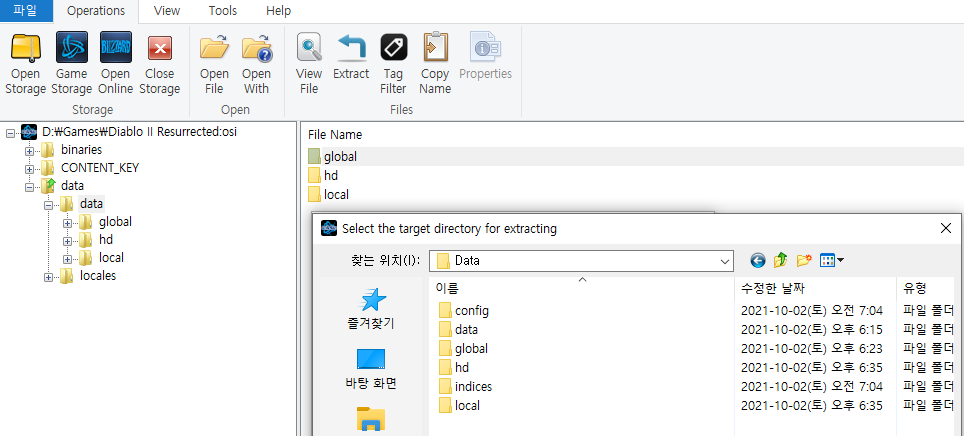 파일 Operations View Tools Help
Open Storage Game Storage Open Online Close Storage Open File Open With View File Extract Tag Filter Copy Name Properties
Storage Open Files
D:₩Games₩Diablo II Resurrected:osi
binaries
CONTENT_KEY
data
data
global
hd
local
locales
File Name
global
hd
local
Select the target directory for extracting
찾는 위치(I): Data
즐겨찾기
바탕 화면
이름 수정한 날짜 유형
config 2021-10-02(토) 오전 7:04 파일 폴더
data 2021-10-02(토) 오후 6:15 파일 폴더
global 2021-10-02(토) 오후 6:23 파일 폴더
hd 2021-10-02(토) 오후 6:35 파일 폴더
indices 2021-10-02(토) 오전 7:04 파일 폴더
local 2021-10-02(토) 오후 6:35 파일 폴더